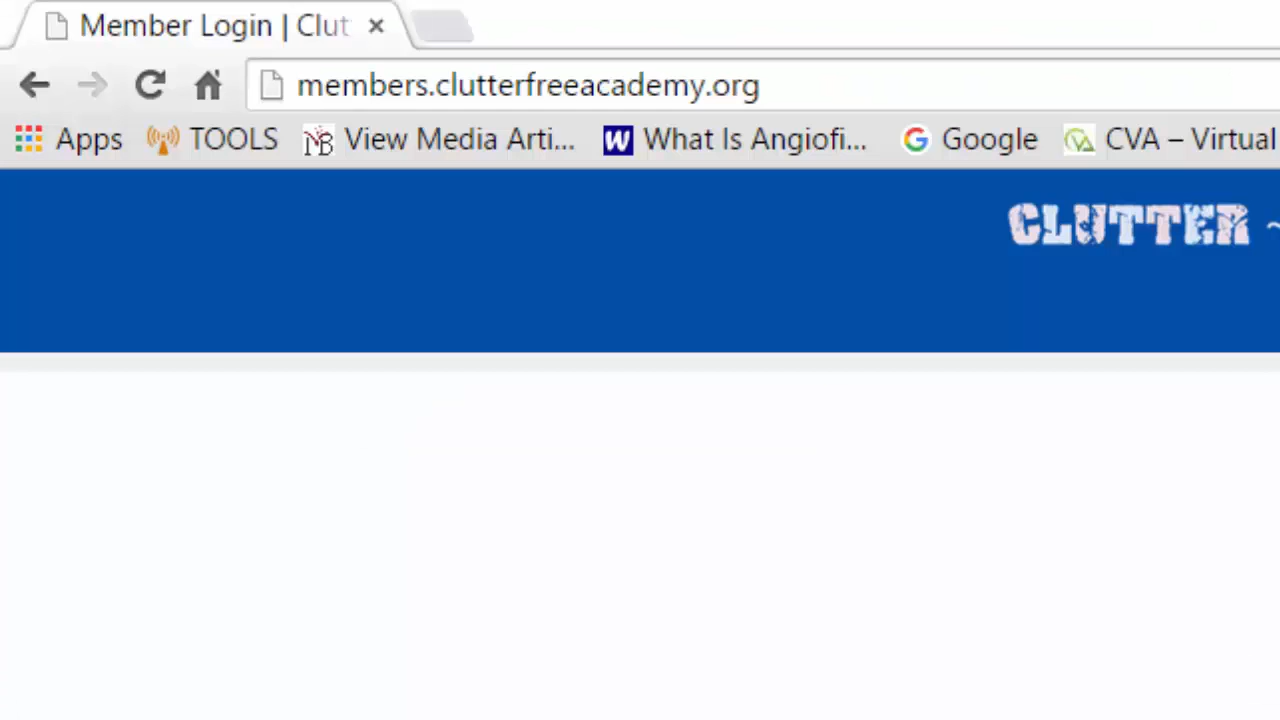 Member Login | Clut
members.clutterfreeacademy.org
Apps TOOLS View Media Arti... What Is Angiofi... Google CVA – Virtual
CLUTTER ~